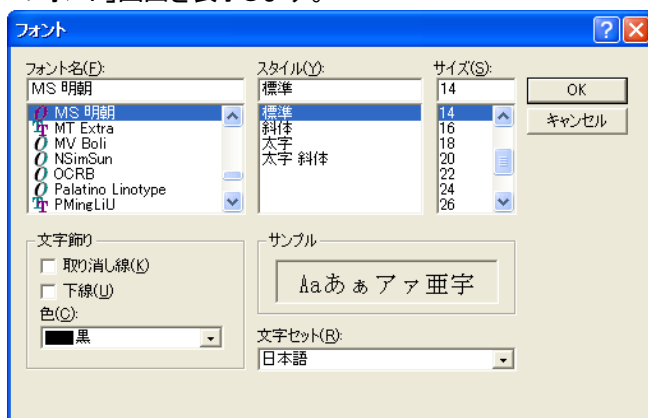 フォント
フォント名(F):
MS 明朝
MS 明朝
MT Extra
MV Boli
NSimSun
OCRB
Palatino Linotype
PMingLiU
スタイル(Y):
標準
標準
斜体
太字
太字 斜体
サイズ(S):
14
14
16
18
20
22
24
26
OK
キャンセル
文字飾り
取り消し線(K)
下線(U)
色(C):
黒
サンプル
Aaあぁアァ亜宇
文字セット(R):
日本語